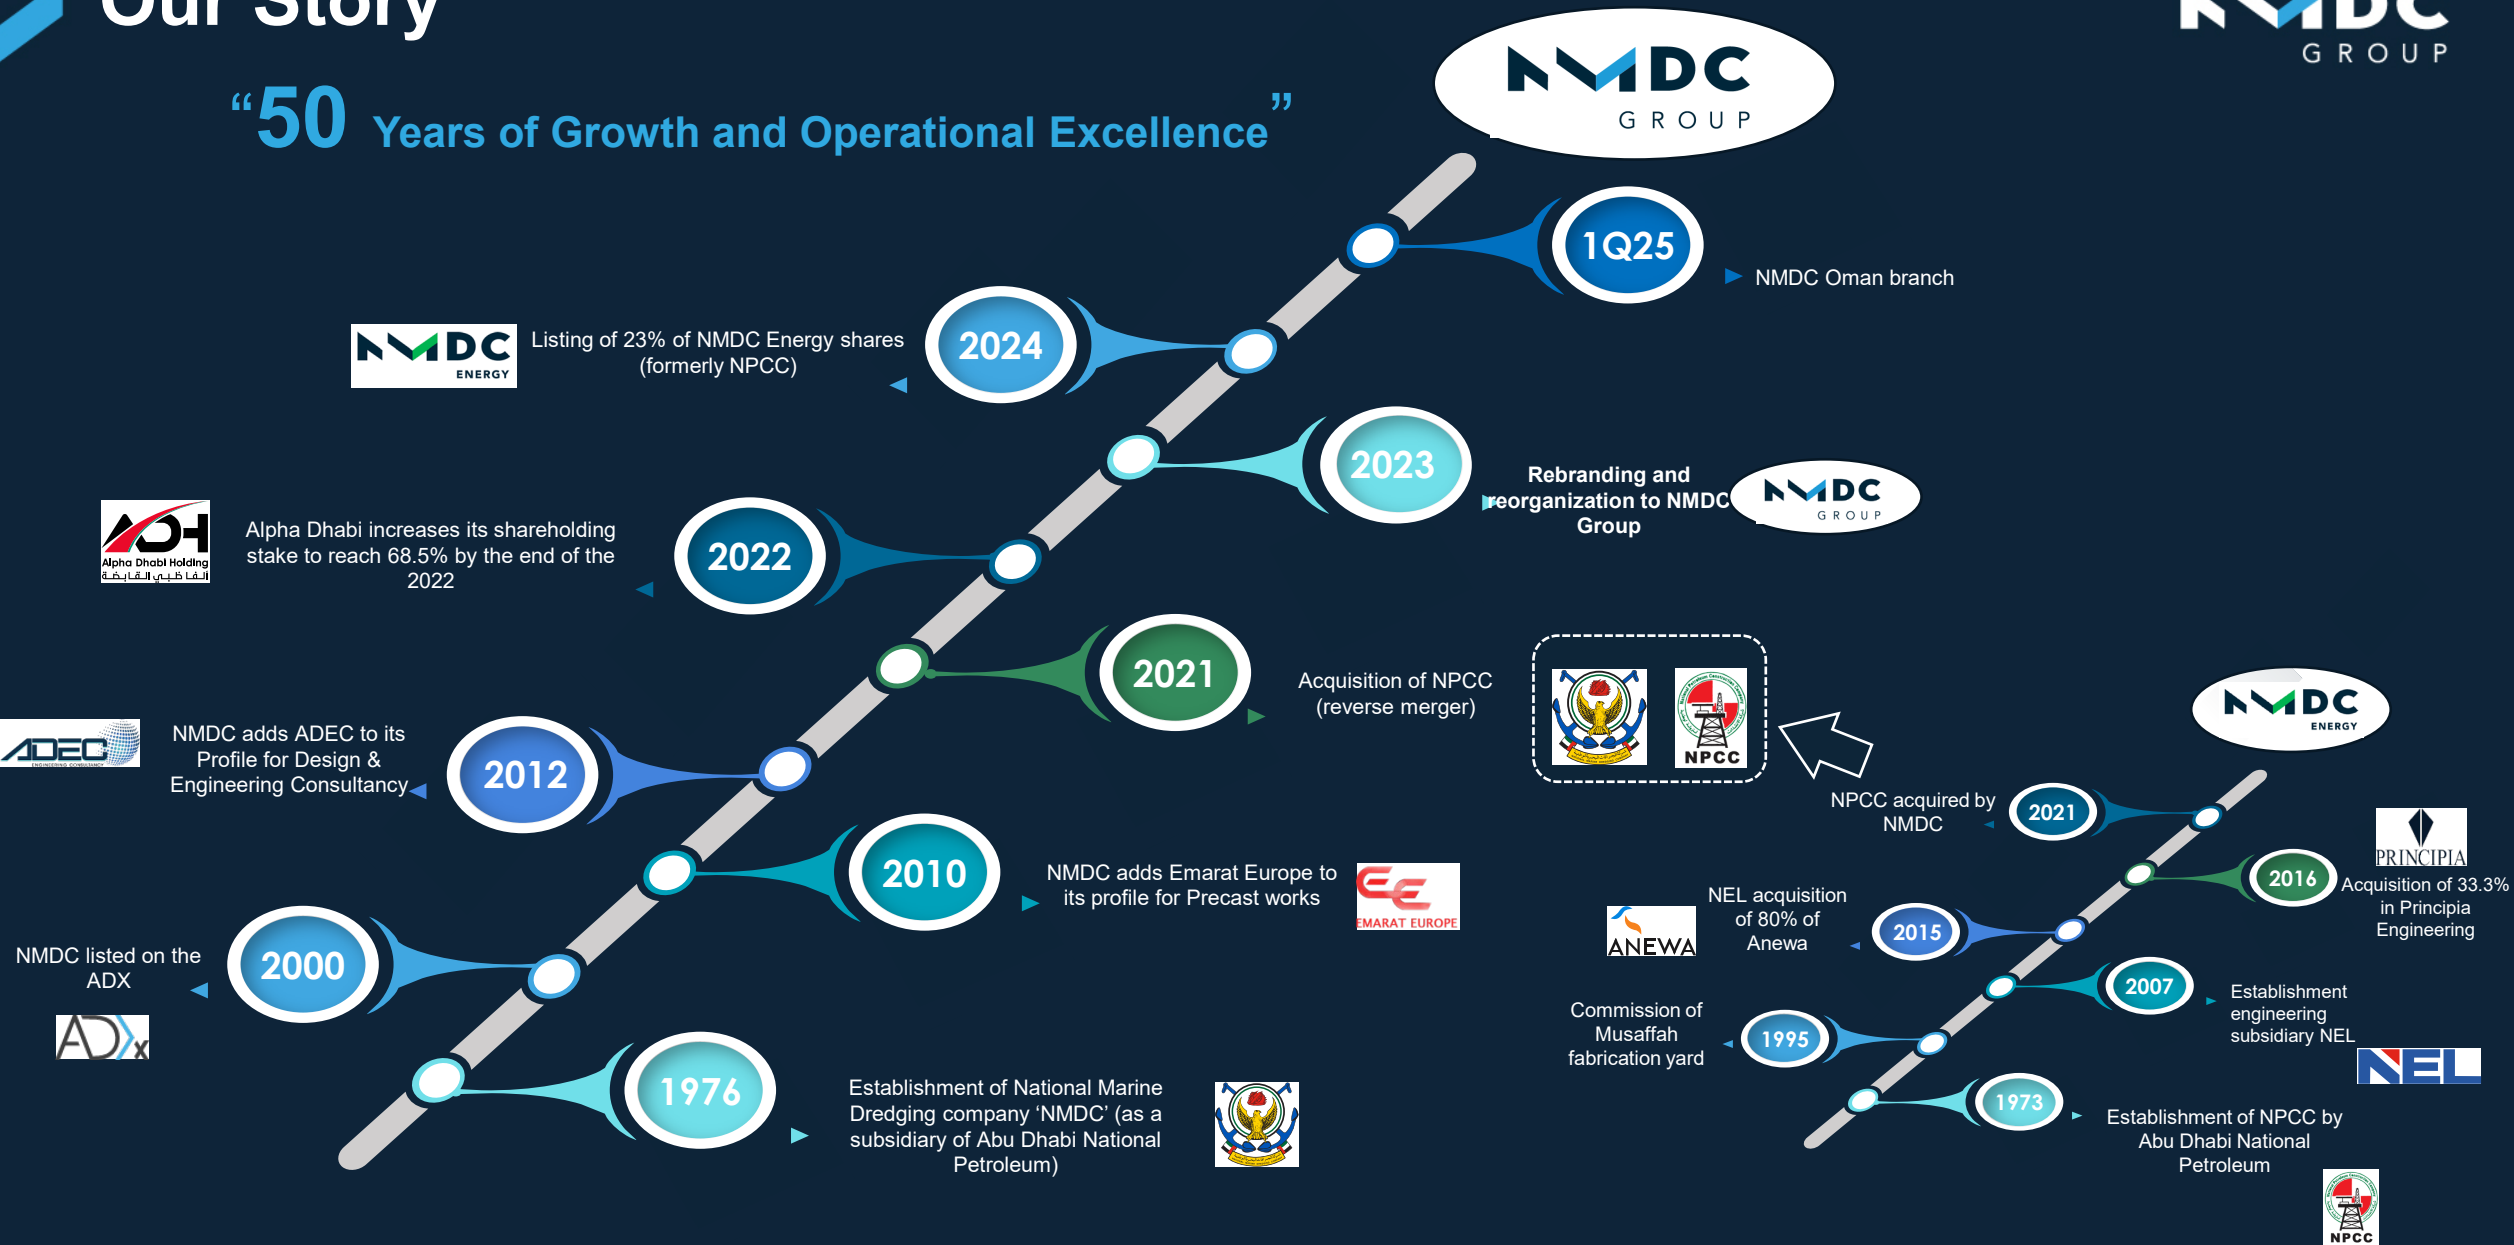 Our Story
NMDC
GROUP
“50 Years of Growth and Operational Excellence”
NMDC
GROUP
1Q25
NMDC Oman branch
NMDC
ENERGY
Listing of 23% of NMDC Energy shares
(formerly NPCC)
2024
2023
Rebranding and
reorganization to NMDC
Group
NMDC
GROUP
ADH
Alpha Dhabi Holding
ألفا ظبي القابضة
Alpha Dhabi increases its shareholding
stake to reach 68.5% by the end of the
2022
2022
2021
Acquisition of NPCC
(reverse merger)
NPCC
ADEC
ENGINEERING CONSULTANCY
NMDC adds ADEC to its
Profile for Design &
Engineering Consultancy
2012
2010
NMDC adds Emarat Europe to
its profile for Precast works
EMARAT EUROPE
NMDC listed on the
ADX
2000
ADX
1976
Establishment of National Marine
Dredging company ‘NMDC’ (as a
subsidiary of Abu Dhabi National
Petroleum)
NMDC
ENERGY
NPCC acquired by
NMDC
2021
PRINCIPIA
2016
Acquisition of 33.3%
in Principia
Engineering
ANEWA
NEL acquisition
of 80% of
Anewa
2015
2007
Establishment
engineering
subsidiary NEL
NEL
Commission of
Musaffah
fabrication yard
1995
1973
Establishment of NPCC by
Abu Dhabi National
Petroleum
NPCC